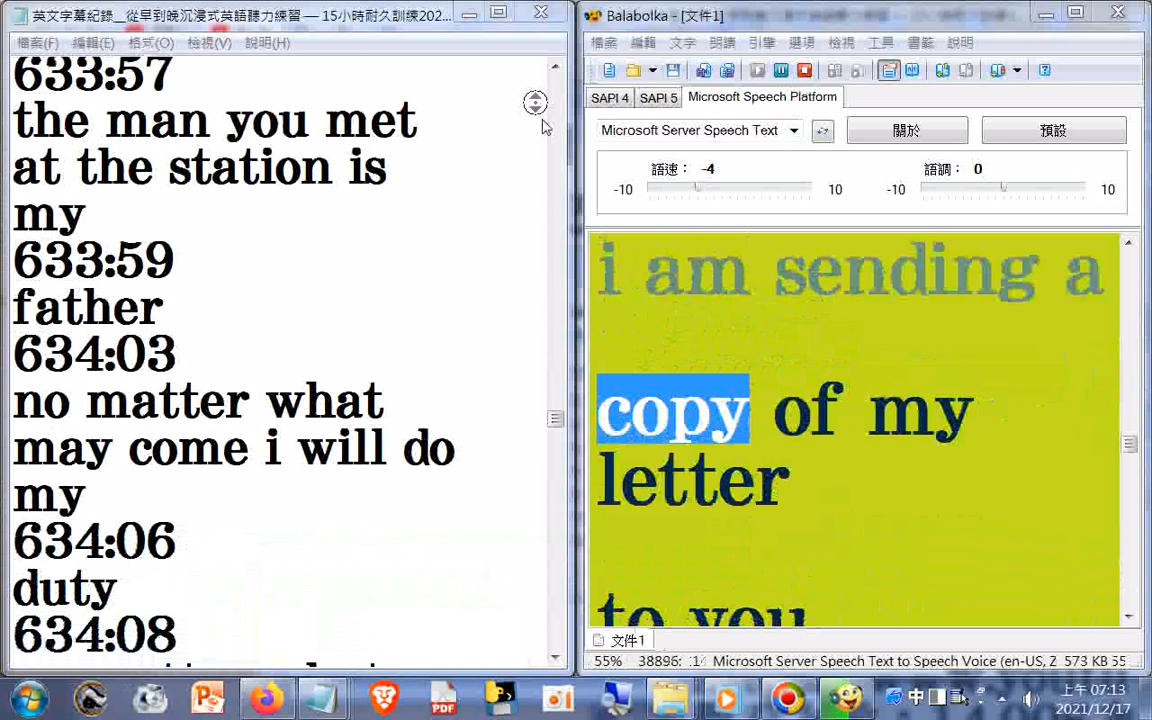 英文字幕紀錄__從早到晚沉浸式英語聽力練習 — 15小時耐久訓練202...
檔案(F) 編輯(E) 格式(O) 檢視(V) 說明(H)
633:57
the man you met
at the station is
my
633:59
father
634:03
no matter what
may come i will do
my
634:06
duty
634:08
Balabolka - [文件1]
檔案 編輯 文字 朗讀 引擎 選項 檢視 工具 書籤 說明
SAPI 4 SAPI 5 Microsoft Speech Platform
Microsoft Server Speech Text 關於 預設
語速： -4 語調： 0
-10 10 -10 10
i am sending a
copy of my
letter
to you
文件1
55% 38896: Microsoft Server Speech Text to Speech Voice (en-US, 2 573 KB 55
PDF 中 上午 07:13
2021/12/17